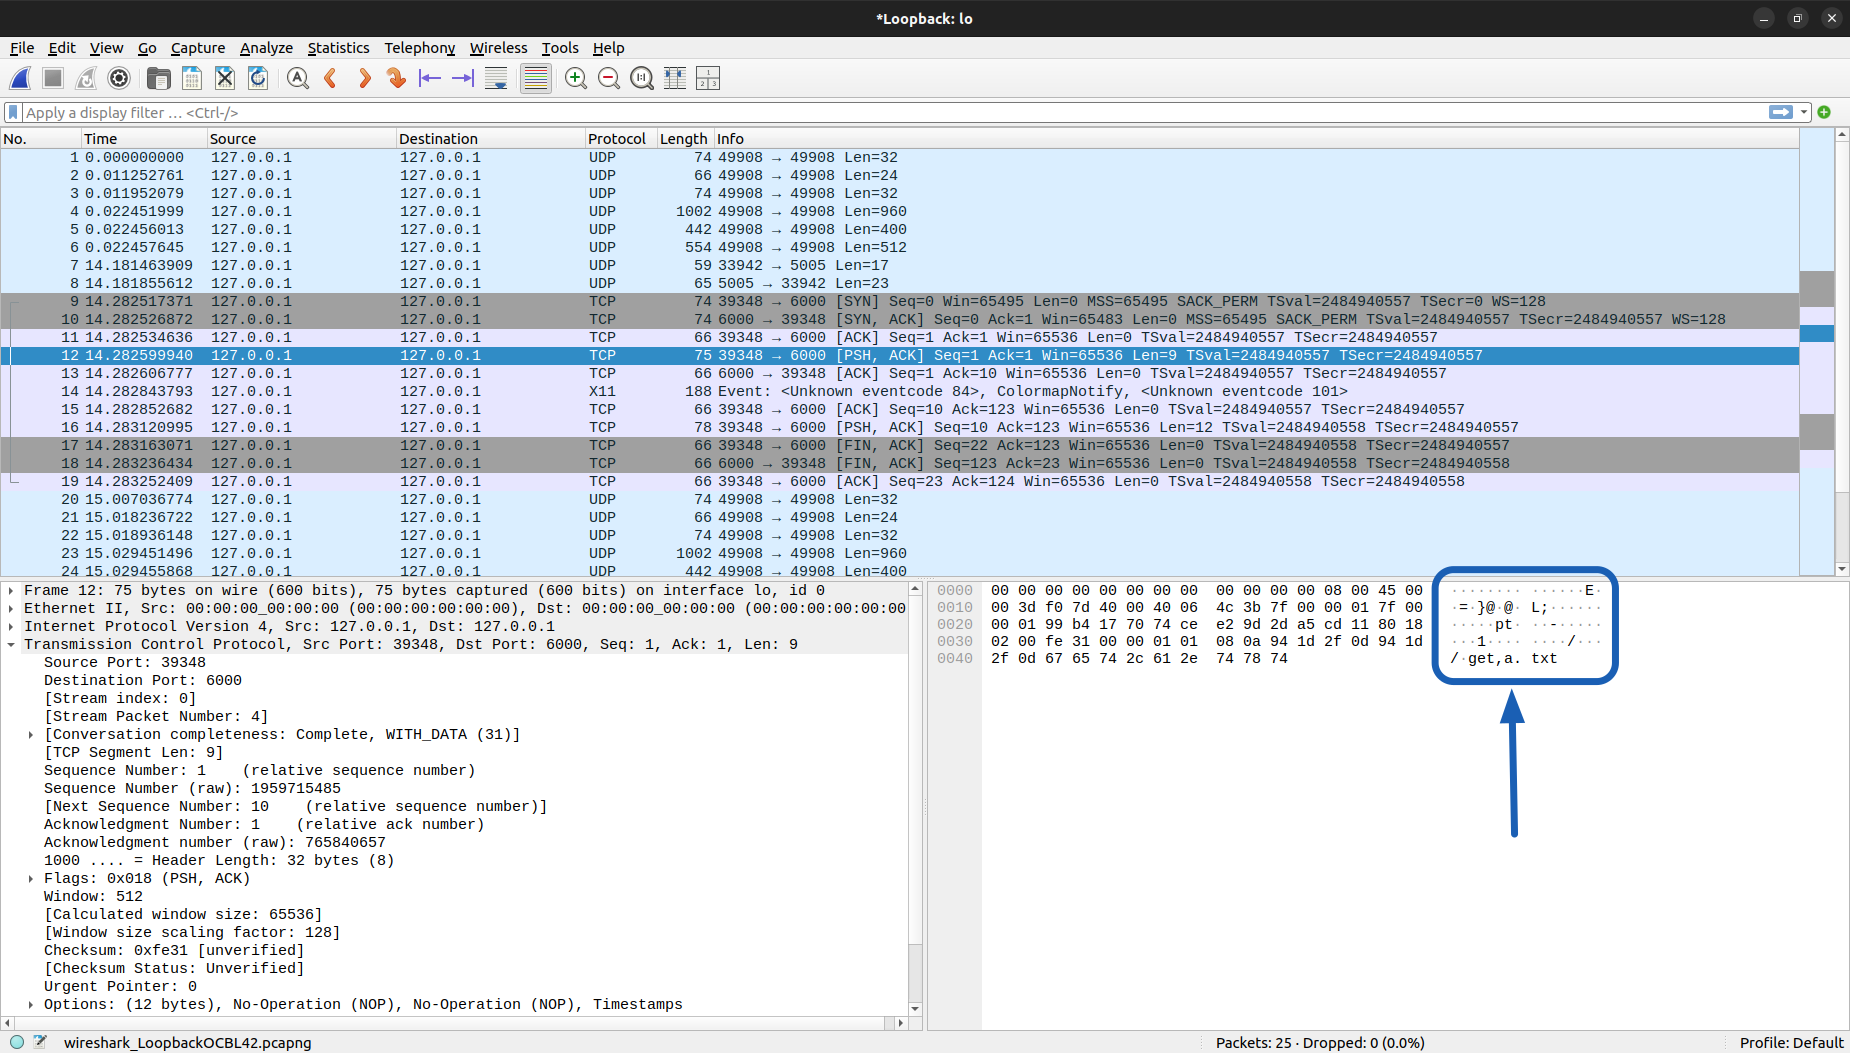 *Loopback: lo
File Edit View Go Capture Analyze Statistics Telephony Wireless Tools Help
Apply a display filter … <Ctrl-/>
No. Time Source Destination Protocol Length Info
1 0.000000000 127.0.0.1 127.0.0.1 UDP 74 49908 → 49908 Len=32
2 0.011252761 127.0.0.1 127.0.0.1 UDP 66 49908 → 49908 Len=24
3 0.011952079 127.0.0.1 127.0.0.1 UDP 74 49908 → 49908 Len=32
4 0.022451999 127.0.0.1 127.0.0.1 UDP 1002 49908 → 49908 Len=960
5 0.022456013 127.0.0.1 127.0.0.1 UDP 442 49908 → 49908 Len=400
6 0.022457645 127.0.0.1 127.0.0.1 UDP 554 49908 → 49908 Len=512
7 14.181463909 127.0.0.1 127.0.0.1 UDP 59 33942 → 5005 Len=17
8 14.181855612 127.0.0.1 127.0.0.1 UDP 65 5005 → 33942 Len=23
9 14.282517371 127.0.0.1 127.0.0.1 TCP 74 39348 → 6000 [SYN] Seq=0 Win=65495 Len=0 MSS=65495 SACK_PERM TSval=2484940557 TSecr=0 WS=128
10 14.282526872 127.0.0.1 127.0.0.1 TCP 74 6000 → 39348 [SYN, ACK] Seq=0 Ack=1 Win=65483 Len=0 MSS=65495 SACK_PERM TSval=2484940557 TSecr=2484940557 WS=128
11 14.282534636 127.0.0.1 127.0.0.1 TCP 66 39348 → 6000 [ACK] Seq=1 Ack=1 Win=65536 Len=0 TSval=2484940557 TSecr=2484940557
12 14.282599940 127.0.0.1 127.0.0.1 TCP 75 39348 → 6000 [PSH, ACK] Seq=1 Ack=1 Win=65536 Len=9 TSval=2484940557 TSecr=2484940557
13 14.282606777 127.0.0.1 127.0.0.1 TCP 66 6000 → 39348 [ACK] Seq=1 Ack=10 Win=65536 Len=0 TSval=2484940557 TSecr=2484940557
14 14.282843793 127.0.0.1 127.0.0.1 X11 188 Event: <Unknown eventcode 84>, ColormapNotify, <Unknown eventcode 101>
15 14.282852682 127.0.0.1 127.0.0.1 TCP 66 39348 → 6000 [ACK] Seq=10 Ack=123 Win=65536 Len=0 TSval=2484940557 TSecr=2484940557
16 14.283120995 127.0.0.1 127.0.0.1 TCP 78 39348 → 6000 [PSH, ACK] Seq=10 Ack=123 Win=65536 Len=12 TSval=2484940558 TSecr=2484940557
17 14.283163071 127.0.0.1 127.0.0.1 TCP 66 39348 → 6000 [FIN, ACK] Seq=22 Ack=123 Win=65536 Len=0 TSval=2484940558 TSecr=2484940557
18 14.283236434 127.0.0.1 127.0.0.1 TCP 66 6000 → 39348 [FIN, ACK] Seq=123 Ack=23 Win=65536 Len=0 TSval=2484940558 TSecr=2484940558
19 14.283252409 127.0.0.1 127.0.0.1 TCP 66 39348 → 6000 [ACK] Seq=23 Ack=124 Win=65536 Len=0 TSval=2484940558 TSecr=2484940558
20 15.007036774 127.0.0.1 127.0.0.1 UDP 74 49908 → 49908 Len=32
21 15.018236722 127.0.0.1 127.0.0.1 UDP 66 49908 → 49908 Len=24
22 15.018936148 127.0.0.1 127.0.0.1 UDP 74 49908 → 49908 Len=32
23 15.029451496 127.0.0.1 127.0.0.1 UDP 1002 49908 → 49908 Len=960
24 15.029455868 127.0.0.1 127.0.0.1 UDP 442 49908 → 49908 Len=400
Frame 12: 75 bytes on wire (600 bits), 75 bytes captured (600 bits) on interface lo, id 0
Ethernet II, Src: 00:00:00_00:00:00 (00:00:00:00:00:00), Dst: 00:00:00_00:00:00 (00:00:00:00:00:00
Internet Protocol Version 4, Src: 127.0.0.1, Dst: 127.0.0.1
Transmission Control Protocol, Src Port: 39348, Dst Port: 6000, Seq: 1, Ack: 1, Len: 9
Source Port: 39348
Destination Port: 6000
[Stream index: 0]
[Stream Packet Number: 4]
[Conversation completeness: Complete, WITH_DATA (31)]
[TCP Segment Len: 9]
Sequence Number: 1    (relative sequence number)
Sequence Number (raw): 1959715485
[Next Sequence Number: 10    (relative sequence number)]
Acknowledgment Number: 1    (relative ack number)
Acknowledgment number (raw): 765840657
1000 .... = Header Length: 32 bytes (8)
Flags: 0x018 (PSH, ACK)
Window: 512
[Calculated window size: 65536]
[Window size scaling factor: 128]
Checksum: 0xfe31 [unverified]
[Checksum Status: Unverified]
Urgent Pointer: 0
Options: (12 bytes), No-Operation (NOP), No-Operation (NOP), Timestamps
0000 00 00 00 00 00 00 00 00 00 00 00 00 08 00 45 00 ········ ······E·
0010 00 3d f0 7d 40 00 40 06 4c 3b 7f 00 00 01 7f 00 ·=·}@·@· L;······
0020 00 01 99 b4 17 70 74 ce e2 9d 2d a5 cd 11 80 18 ·····pt· ··-·····
0030 02 00 fe 31 00 00 01 01 08 0a 94 1d 2f 0d 94 1d ···1···· ····/···
0040 2f 0d 67 65 74 2c 61 2e 74 78 74 /·get,a. txt
wireshark_LoopbackOCBL42.pcapng
Packets: 25 · Dropped: 0 (0.0%)
Profile: Default